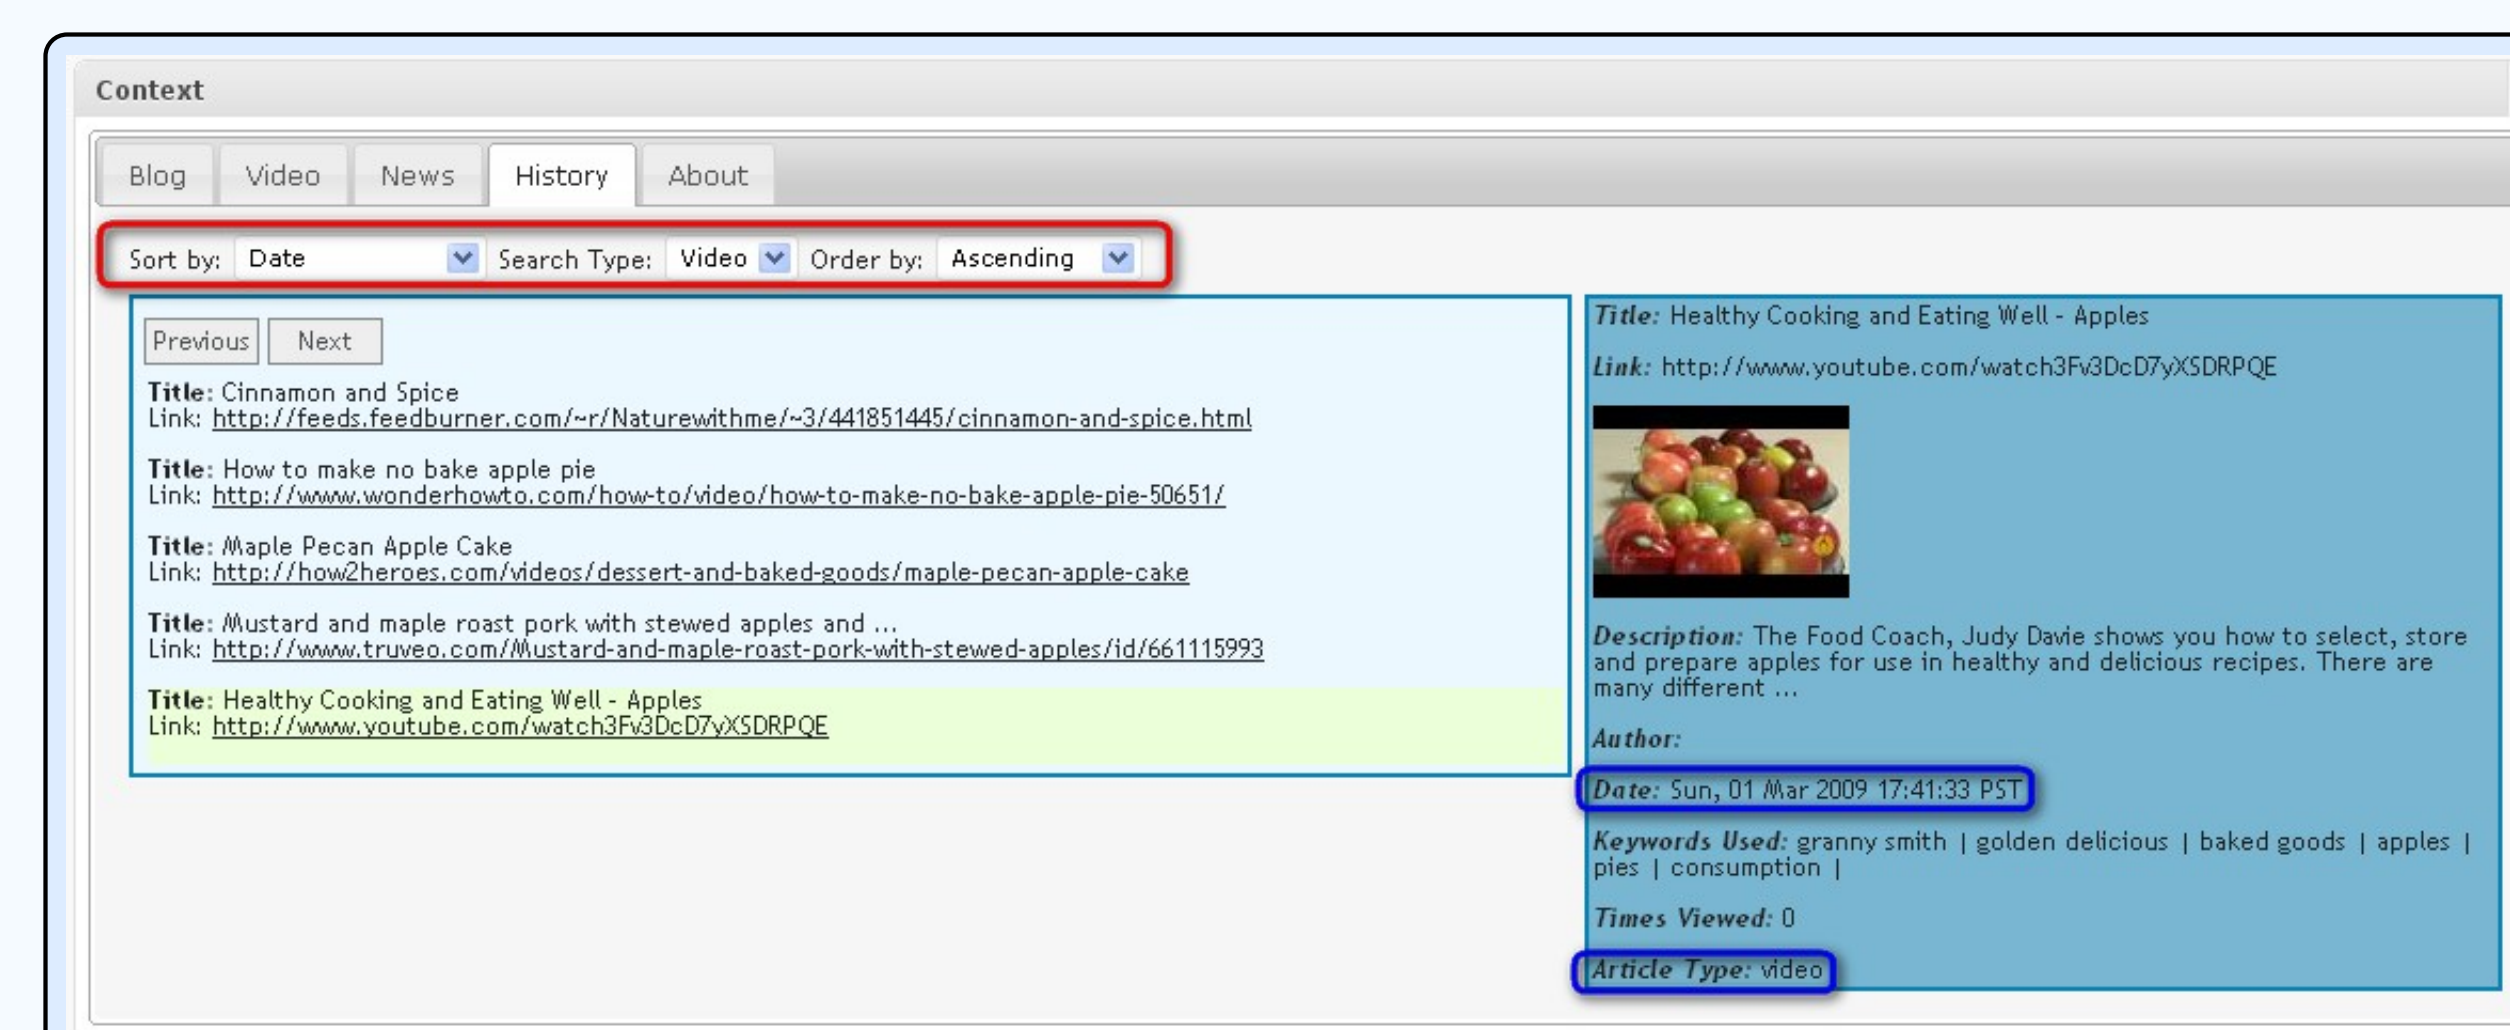 Context
Blog Video News History About
Sort by: Date Search Type: Video Order by: Ascending
Previous Next
Title: Cinnamon and Spice
Link: http://feeds.feedburner.com/~r/Naturewithme/~3/441851445/cinnamon-and-spice.html
Title: How to make no bake apple pie
Link: http://www.wonderhowto.com/how-to/video/how-to-make-no-bake-apple-pie-50651/
Title: Maple Pecan Apple Cake
Link: http://how2heroes.com/videos/dessert-and-baked-goods/maple-pecan-apple-cake
Title: Mustard and maple roast pork with stewed apples and ...
Link: http://www.truveo.com/Mustard-and-maple-roast-pork-with-stewed-apples/id/661115993
Title: Healthy Cooking and Eating Well - Apples
Link: http://www.youtube.com/watch3Fv3DcD7yXSDRPQE
Title: Healthy Cooking and Eating Well - Apples
Link: http://www.youtube.com/watch3Fv3DcD7yXSDRPQE
Description: The Food Coach, Judy Davie shows you how to select, store
and prepare apples for use in healthy and delicious recipes. There are
many different ...
Author:
Date: Sun, 01 Mar 2009 17:41:33 PST
Keywords Used: granny smith | golden delicious | baked goods | apples |
pies | consumption |
Times Viewed: 0
Article Type: video